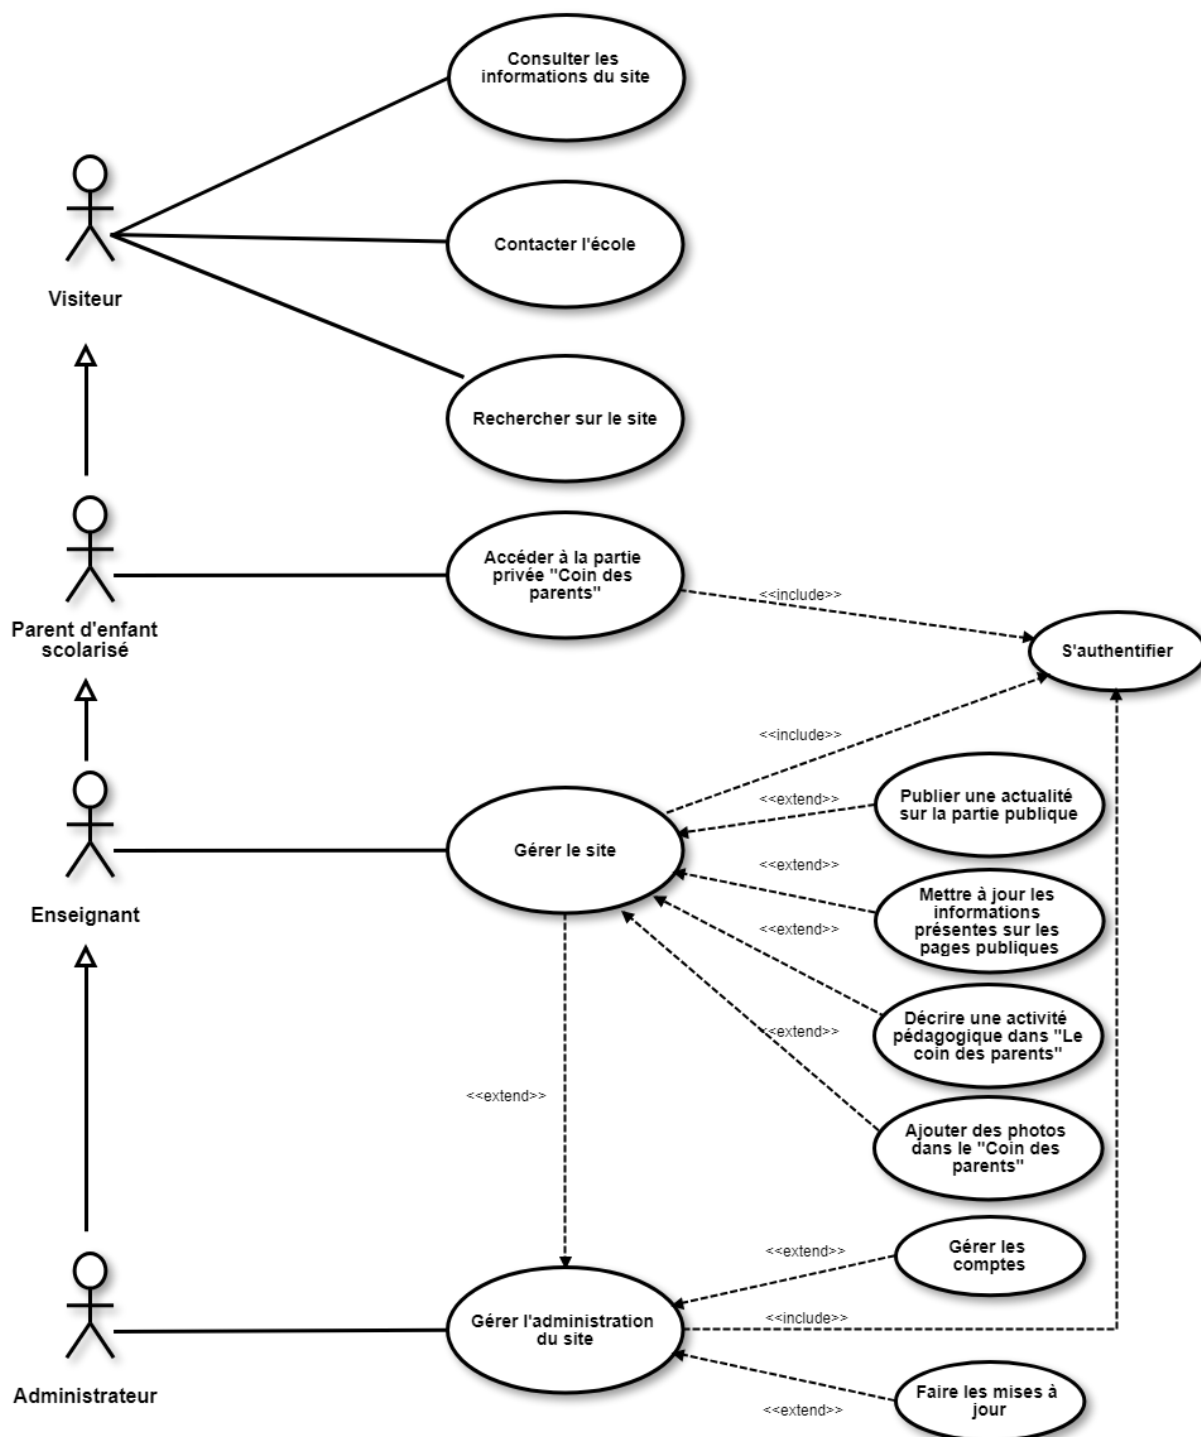 Consulter les
informations du site
Visiteur
Contacter l'école
Rechercher sur le site
Parent d'enfant
scolarisé
Accéder à la partie
privée "Coin des
parents"
<<include>>
S'authentifier
<<include>>
Enseignant
Gérer le site
<<extend>>
Publier une actualité
sur la partie publique
<<extend>>
Mettre à jour les
informations
présentes sur les
pages publiques
<<extend>>
Décrire une activité
pédagogique dans "Le
coin des parents"
<<extend>>
Ajouter des photos
dans le "Coin des
parents"
<<extend>>
Administrateur
Gérer l'administration
du site
<<extend>>
Gérer les
comptes
<<include>>
<<extend>>
Faire les mises à
jour